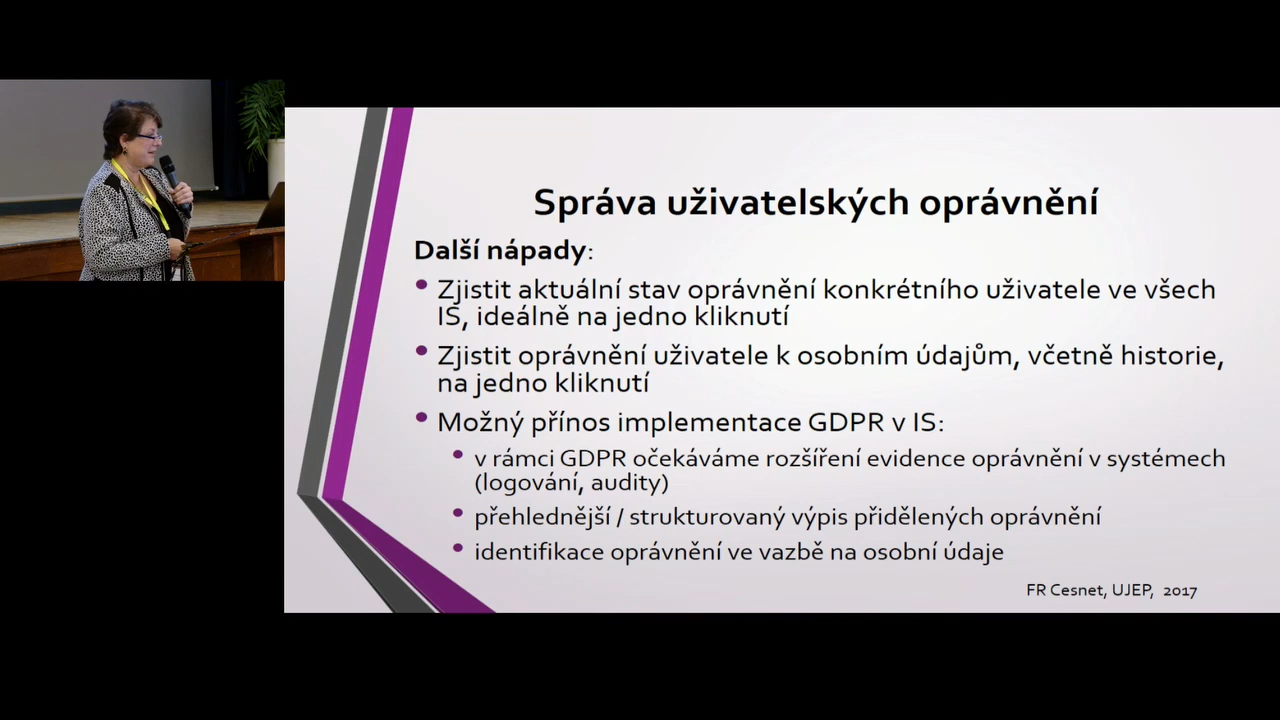 Správa uživatelských oprávnění
Další nápady:
• Zjistit aktuální stav oprávnění konkrétního uživatele ve všech
IS, ideálně na jedno kliknutí
• Zjistit oprávnění uživatele k osobním údajům, včetně historie,
na jedno kliknutí
• Možný přínos implementace GDPR v IS:
• v rámci GDPR očekáváme rozšíření evidence oprávnění v systémech
(logování, audity)
• přehlednější / strukturovaný výpis přidělených oprávnění
• identifikace oprávnění ve vazbě na osobní údaje
FR Cesnet, UJEP, 2017